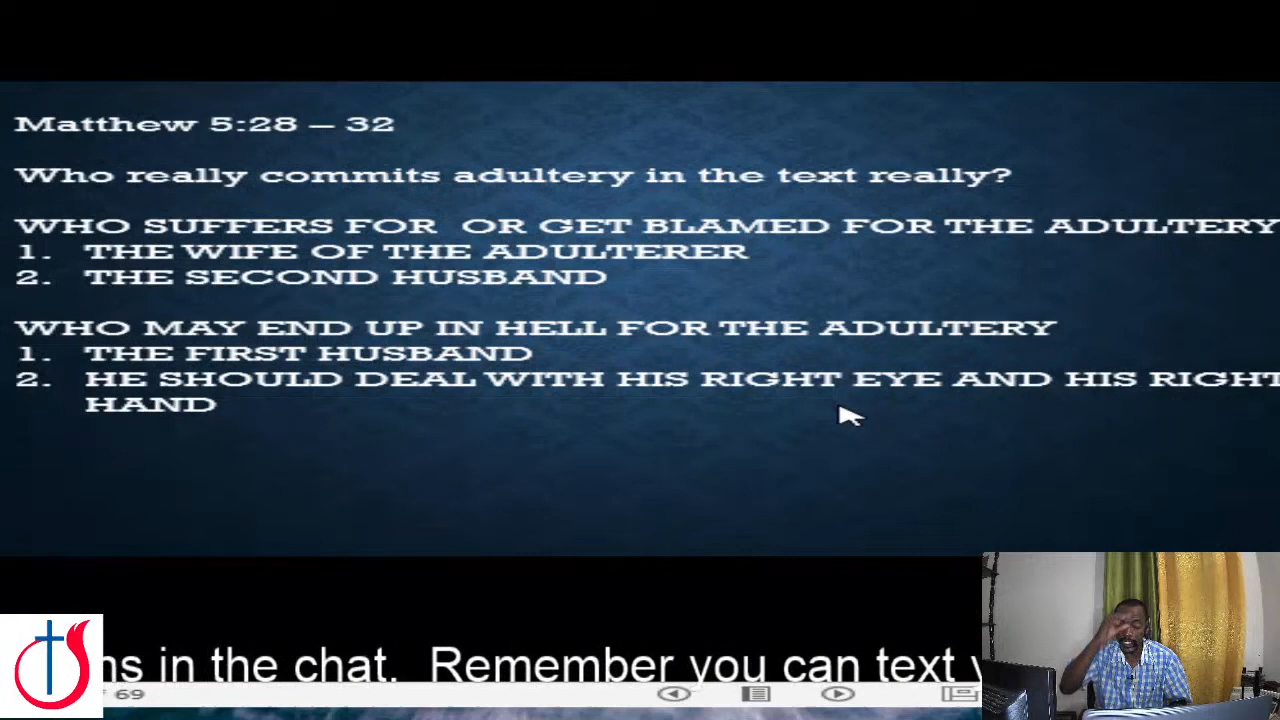 Matthew 5:28 – 32
Who really commits adultery in the text really?
WHO SUFFERS FOR OR GET BLAMED FOR THE ADULTERY
1. THE WIFE OF THE ADULTERER
2. THE SECOND HUSBAND
WHO MAY END UP IN HELL FOR THE ADULTERY
1. THE FIRST HUSBAND
2. HE SHOULD DEAL WITH HIS RIGHT EYE AND HIS RIGHT
HAND
in the chat. Remember you can text
69